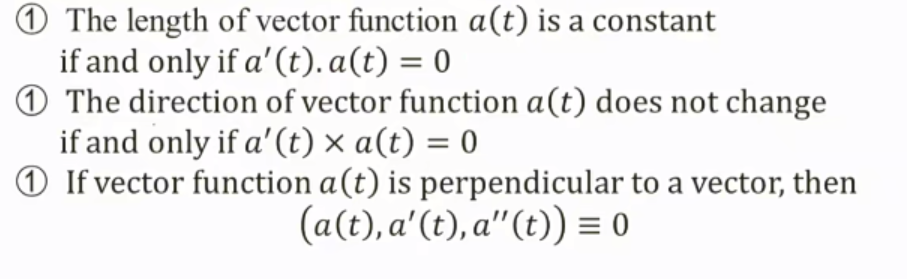 ① The length of vector function a(t) is a constant
if and only if a′(t). a(t) = 0
① The direction of vector function a(t) does not change
if and only if a′(t) × a(t) = 0
① If vector function a(t) is perpendicular to a vector, then
(a(t), a′(t), a′′(t)) ≡ 0